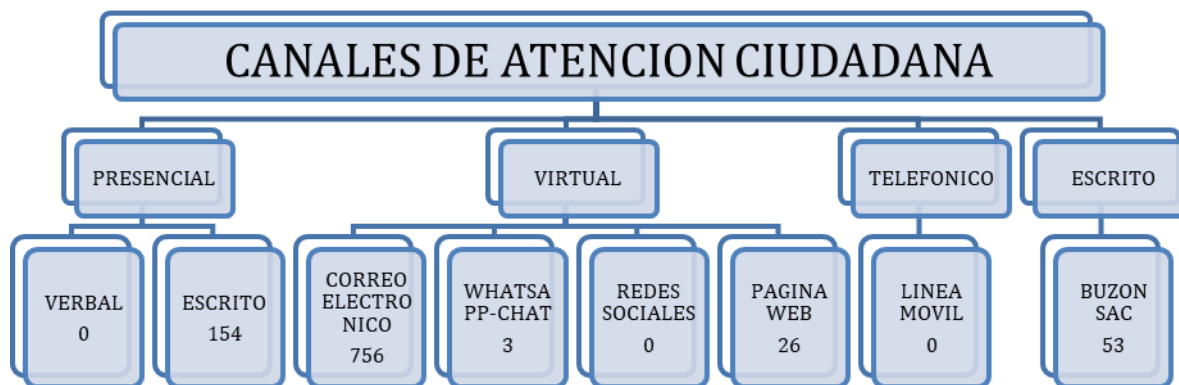 CANALES DE ATENCION CIUDADANA
PRESENCIAL
VIRTUAL
TELEFONICO
ESCRITO
VERBAL
0
ESCRITO
154
CORREO
ELECTRO
NICO
756
WHATSA
PP-CHAT
3
REDES
SOCIALES
0
PAGINA
WEB
26
LINEA
MOVIL
0
BUZON
SAC
53